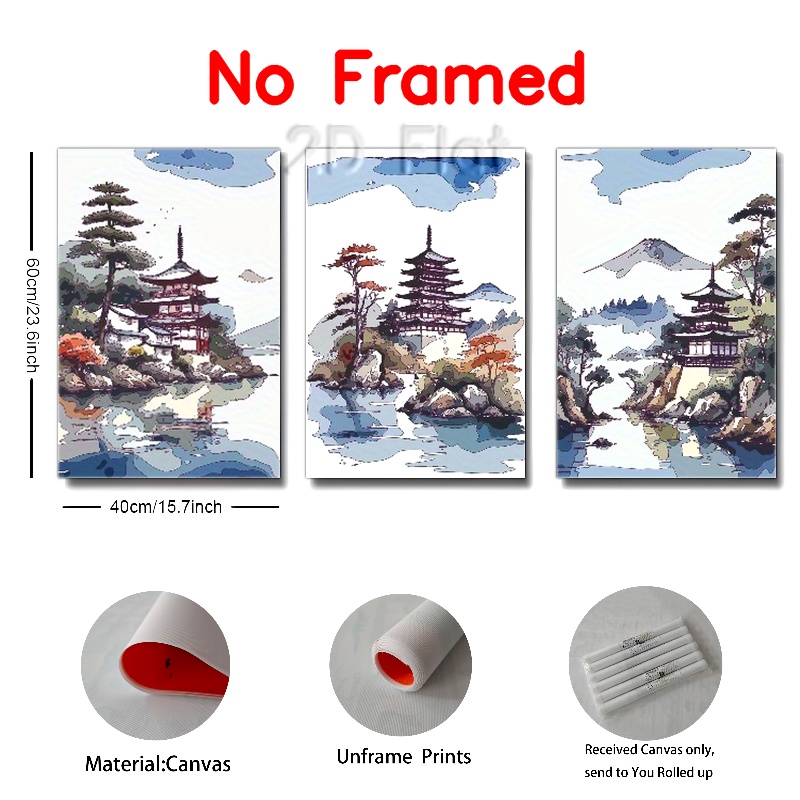 No Framed
2D Flat
60cm/23.6inch
40cm/15.7inch
Material:Canvas
Unframe Prints
Received Canvas only,
send to You Rolled up